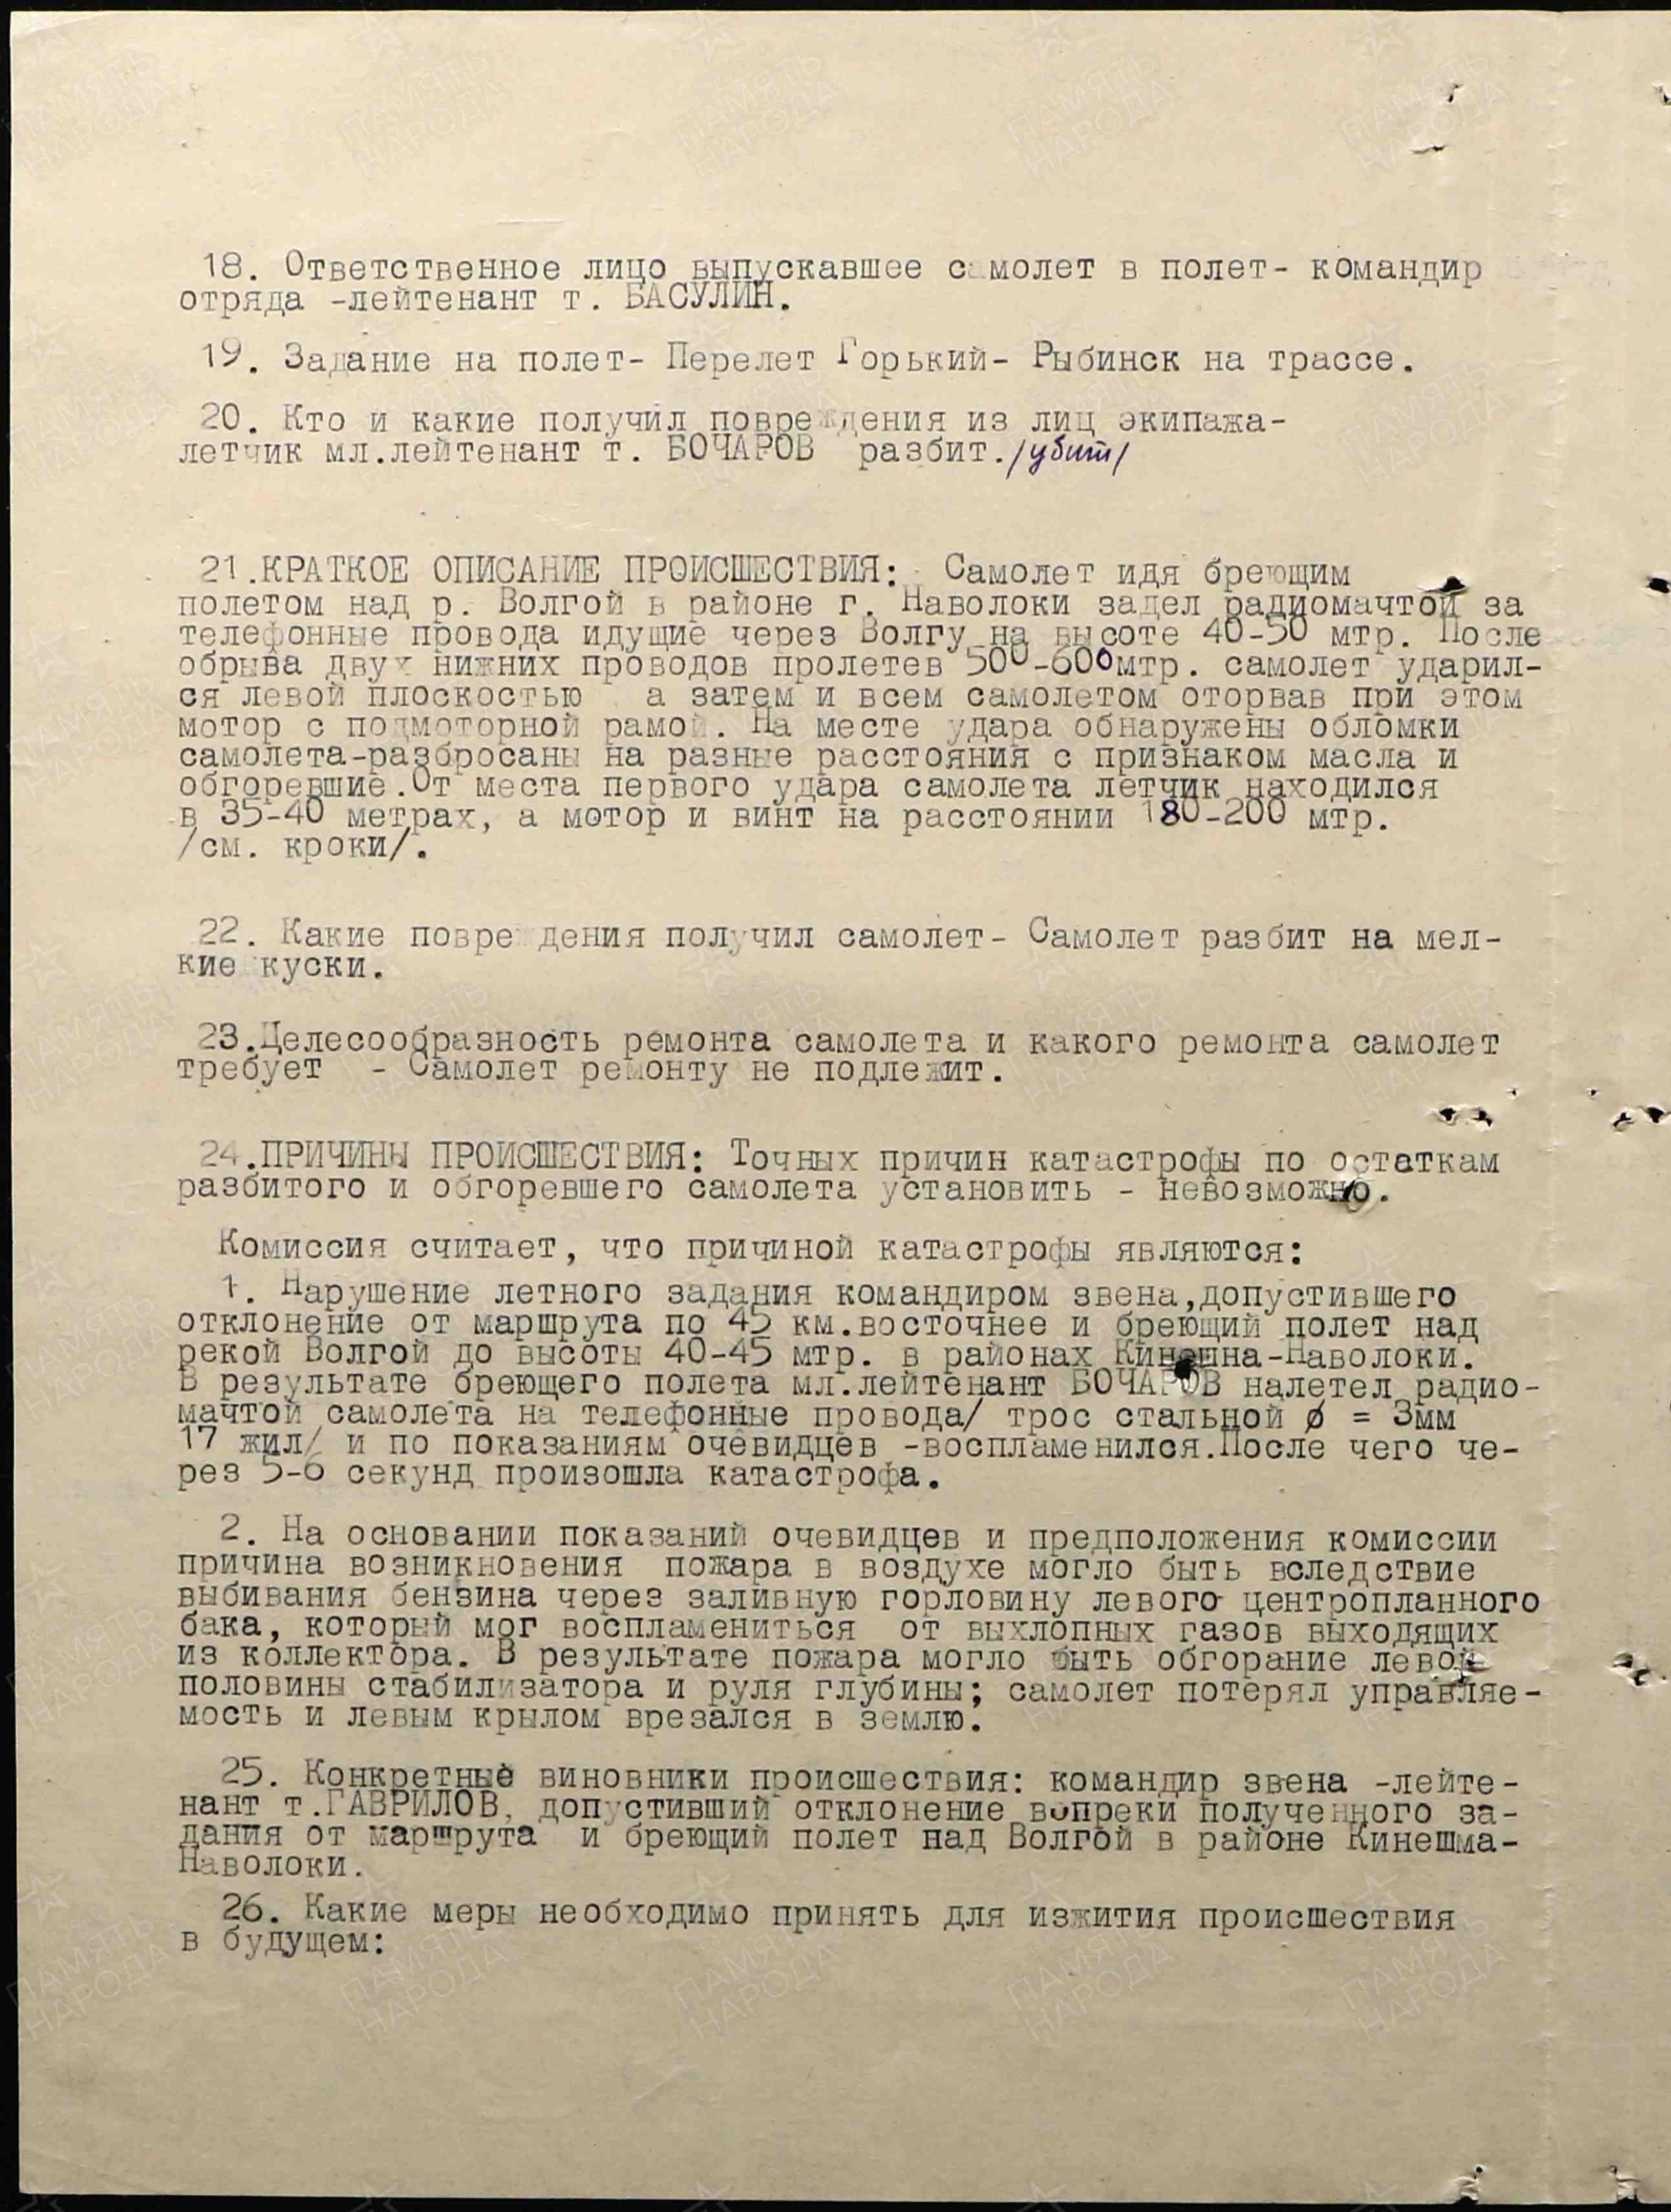 18. Ответственное лицо выпускавшее самолет в полет- командир
отряда -лейтенант т. БАСУЛИН.
19. Задание на полет- Перелет Горький- Рыбинск на трассе.
20. Кто и какие получил повреждения из лиц экипажа-
летчик мл.лейтенант т. БОЧАРОВ разбит./убит/
21.КРАТКОЕ ОПИСАНИЕ ПРОИСШЕСТВИЯ: Самолет идя бреющим
полетом над р. Волгой в районе г. Наволоки задел радиомачтой за
телефонные провода идущие через Волгу на высоте 40-50 мтр. После
обрыва двух нижних проводов пролетев 500-600мтр. самолет ударил-
ся левой плоскостью а затем и всем самолетом оторвав при этом
мотор с подмоторной рамой. На месте удара обнаружены обломки
самолета-разбросаны на разные расстояния с признаком масла и
обгоревшие.От места первого удара самолета летчик находился
в 35-40 метрах, а мотор и винт на расстоянии 180-200 мтр.
/см. кроки/.
22. Какие повреждения получил самолет- Самолет разбит на мел-
кие куски.
23.Целесообразность ремонта самолета и какого ремонта самолет
требует - Самолет ремонту не подлежит.
24.ПРИЧИНЫ ПРОИСШЕСТВИЯ: Точных причин катастрофы по остаткам
разбитого и обгоревшего самолета установить - невозможно.
Комиссия считает, что причиной катастрофы являются:
1. Нарушение летного задания командиром звена,допустившего
отклонение от маршрута по 45 км.восточнее и бреющий полет над
рекой Волгой до высоты 40-45 мтр. в районах Кинешна-Наволоки.
В результате бреющего полета мл.лейтенант БОЧАРОВ налетел радио-
мачтой самолета на телефонные провода/ трос стальной ø = 3мм
17 жил/ и по показаниям очевидцев -воспламенился.После чего че-
рез 5-6 секунд произошла катастрофа.
2. На основании показаний очевидцев и предположения комиссии
причина возникновения пожара в воздухе могло быть вследствие
выбивания бензина через заливную горловину левого центропланного
бака, который мог воспламениться от выхлопных газов выходящих
из коллектора. В результате пожара могло быть обгорание левой
половины стабилизатора и руля глубины; самолет потерял управляе-
мость и левым крылом врезался в землю.
25. Конкретные виновники происшествия: командир звена -лейте-
нант т.ГАВРИЛОВ, допустивший отклонение вопреки полученного за-
дания от маршрута и бреющий полет над Волгой в районе Кинешма-
Наволоки.
26. Какие меры необходимо принять для изжития происшествия
в будущем: